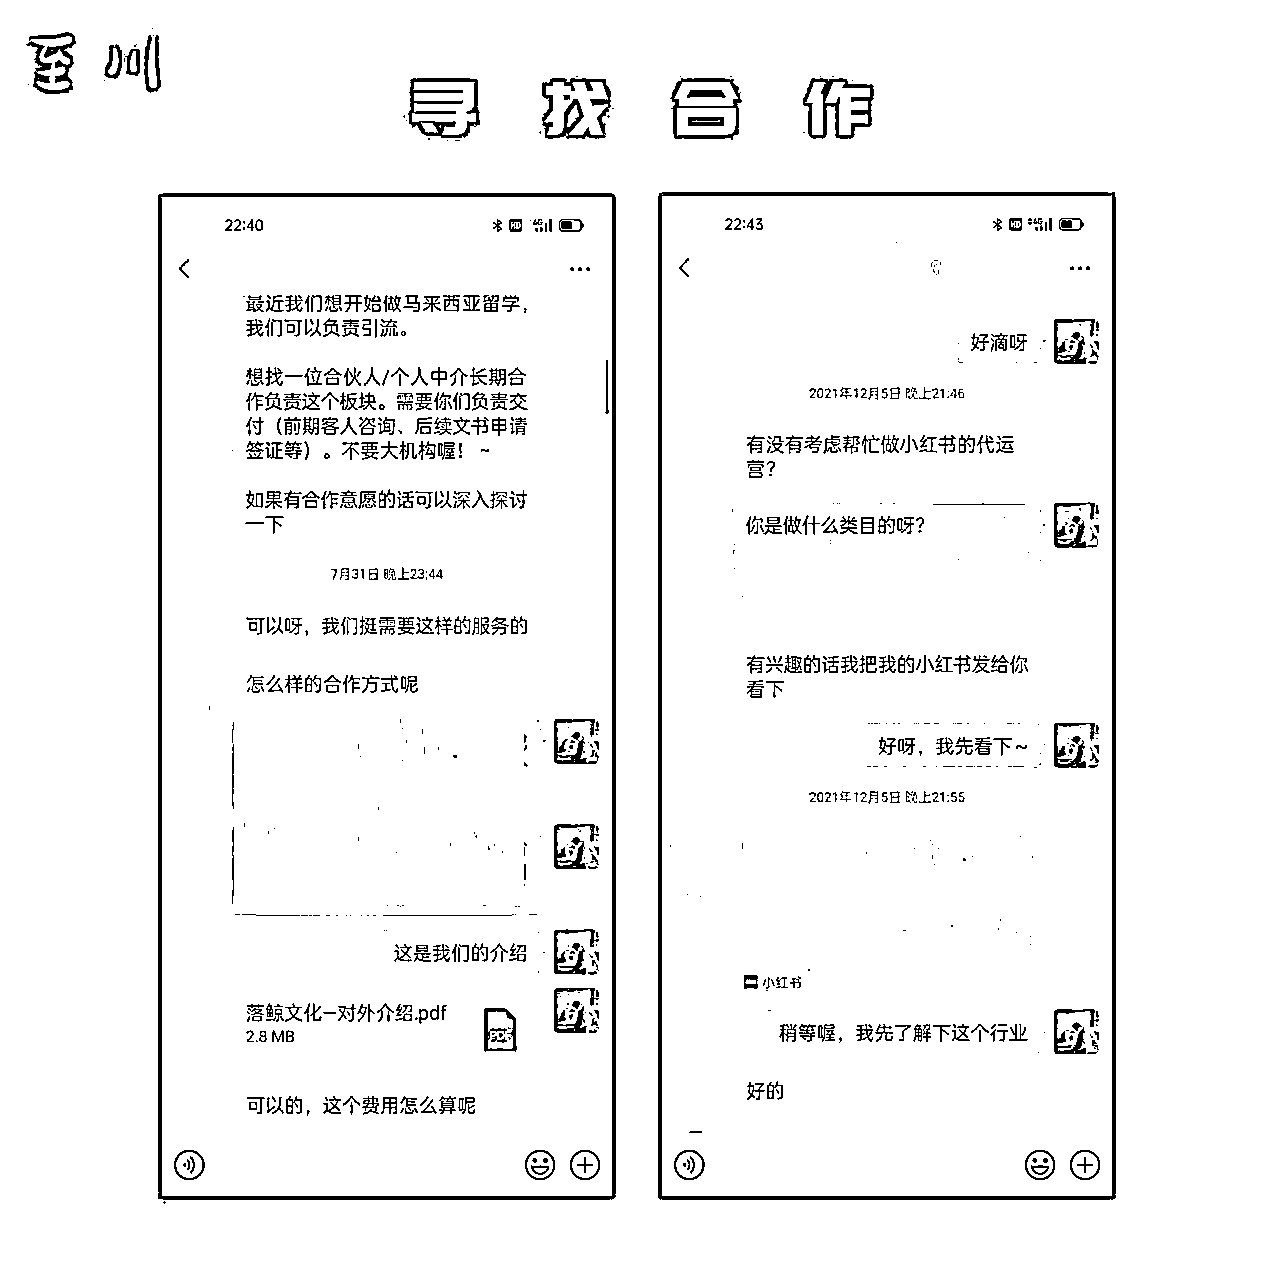 至川
寻找合作
22:40
最近我们想开始做马来西亚留学，
我们可以负责引流。
想找一位合伙人/个人中介长期合
作负责这个板块。需要你们负责交
付（前期客人咨询、后续文书申请
签证等）。不要大机构喔！~
如果有合作意愿的话可以深入探讨
一下
7月31日 晚上23:44
可以呀，我们挺需要这样的服务的
怎么样的合作方式呢
这是我们的介绍
落鲸文化-对外介绍.pdf
2.8 MB
PDF
可以的，这个费用怎么算呢
22:43
好滴呀
2021年12月5日 晚上21:46
有没有考虑帮忙做小红书的代运
营？
你是做什么类目的呀？
有兴趣的话我把我的小红书发给你
看下
好呀，我先看下~
2021年12月5日 晚上21:55
小红书
稍等喔，我先了解下这个行业
好的